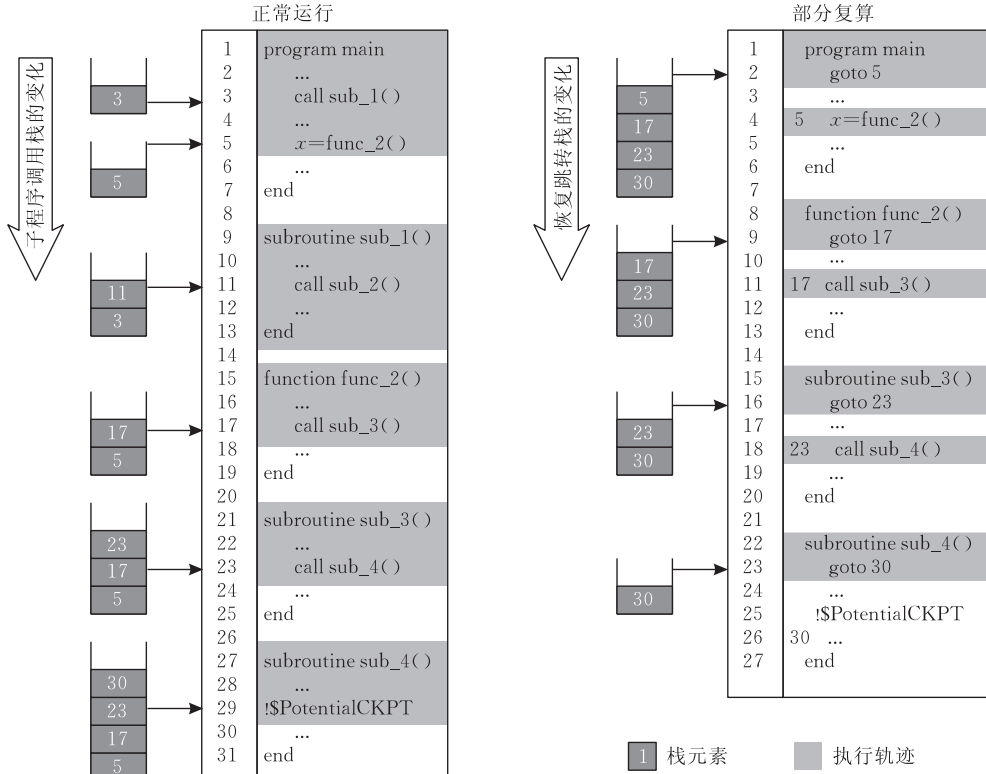 正常运行
子程序调用栈的变化
3
5
11
3
17
5
23
17
5
30
23
17
5
1 program main
2 ...
3 call sub_1()
4 ...
5 x=func_2()
6 ...
7 end
8
9 subroutine sub_1()
10 ...
11 call sub_2()
12 ...
13 end
14
15 function func_2()
16 ...
17 call sub_3()
18 ...
19 end
20
21 subroutine sub_3()
22 ...
23 call sub_4()
24 ...
25 end
26
27 subroutine sub_4()
28 ...
29 !$PotentialCKPT
30 ...
31 end
部分复算
恢复跳转栈的变化
5
17
23
30
17
23
30
23
30
30
1 program main
2 goto 5
3 ...
4 5 x=func_2()
5 ...
6 end
7
8 function func_2()
9 goto 17
10 ...
11 17 call sub_3()
12 ...
13 end
14
15 subroutine sub_3()
16 goto 23
17 ...
18 23 call sub_4()
19 ...
20 end
21
22 subroutine sub_4()
23 goto 30
24 ...
25 !$PotentialCKPT
26 30 ...
27 end
1 栈元素
执行轨迹